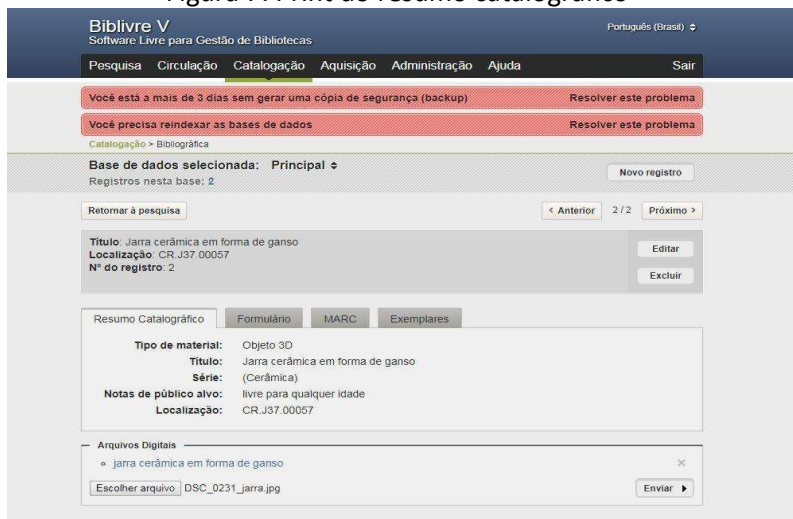 Biblivre V
Software Livre para Gestão de Bibliotecas
Português (Brasil)
Pesquisa Circulação Catalogação Aquisição Administração Ajuda Sair
Você está a mais de 3 dias sem gerar uma cópia de segurança (backup) Resolver este problema
Você precisa reindexar as bases de dados Resolver este problema
Catalogação > Bibliográfica
Base de dados selecionada: Principal
Registros nesta base: 2
Novo registro
Retornar à pesquisa
< Anterior 2 / 2 Próximo >
Título: Jarra cerâmica em forma de ganso
Localização: CR.J37.00057
Nº do registro: 2
Editar
Excluir
Resumo Catalográfico Formulário MARC Exemplares
Tipo de material: Objeto 3D
Título: Jarra cerâmica em forma de ganso
Série: (Cerâmica)
Notas de público alvo: livre para qualquer idade
Localização: CR.J37.00057
Arquivos Digitais
jarra cerâmica em forma de ganso ×
Escolher arquivo DSC_0231_jarra.jpg Enviar